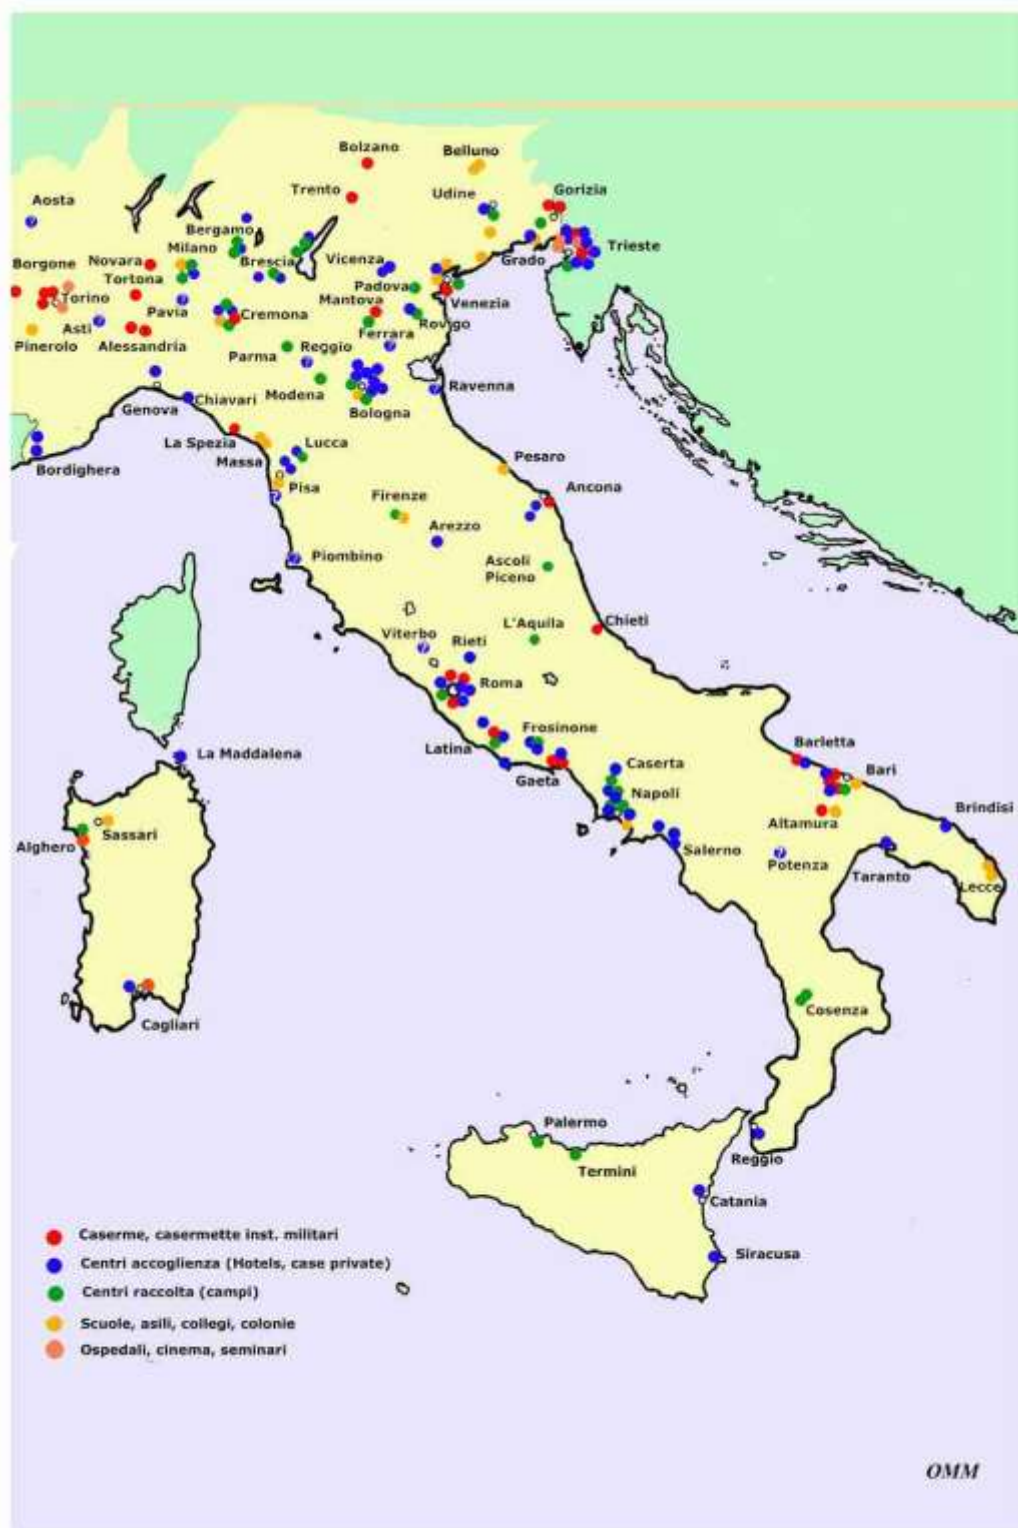 Bolzano
Belluno
Trento
Udine
Gorizia
Aosta
Bergamo
Milano
Brescia
Vicenza
Grado
Trieste
Borgone
Novara
Tortona
Torino
Padova
Mantova
Venezia
Pavia
Cremona
Rovigo
Asti
Pinerolo
Alessandria
Ferrara
Parma
Reggio
Modena
Bologna
Ravenna
Genova
Chiavari
La Spezia
Lucca
Massa
Bordighera
Pisa
Pesaro
Firenze
Ancona
Arezzo
Piombino
Ascoli
Piceno
L'Aquila
Chieti
Viterbo
Rieti
Roma
Latina
Frosinone
Gaeta
La Maddalena
Caserta
Napoli
Barletta
Bari
Brindisi
Sassari
Alghero
Altamura
Salerno
Potenza
Taranto
Lecce
Cagliari
Cosenza
Palermo
Termini
Reggio
Catania
Siracusa
Caserme, casermette inst. militari
Centri accoglienza (Hotels, case private)
Centri raccolta (campi)
Scuole, asili, collegi, colonie
Ospedali, cinema, seminari
OMM